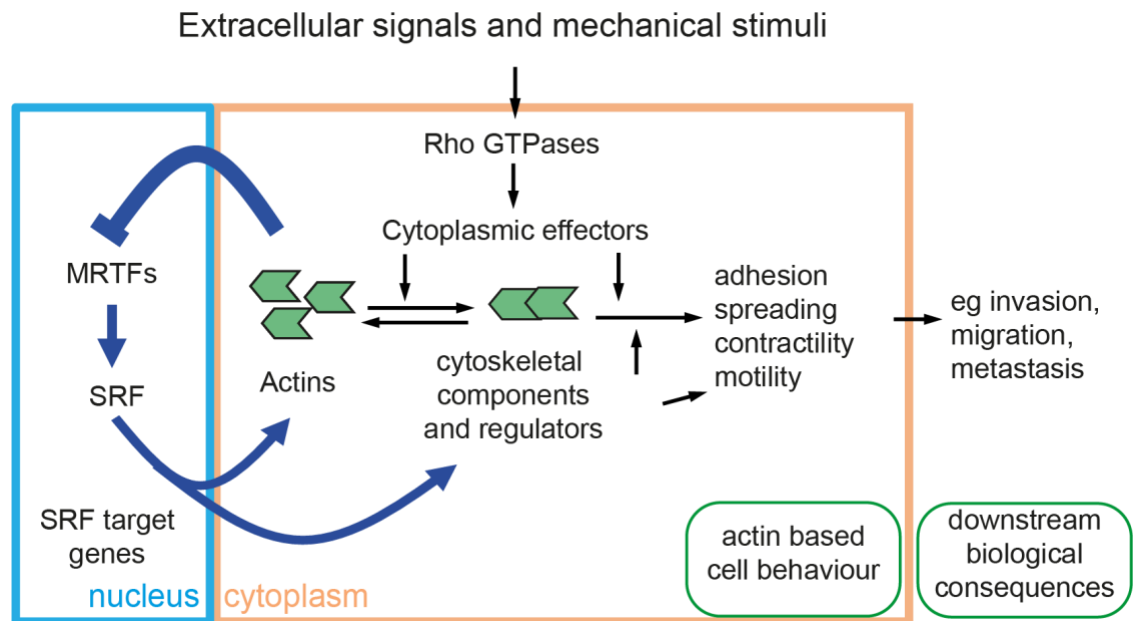 Extracellular signals and mechanical stimuli
Rho GTPases
Cytoplasmic effectors
MRTFs
SRF
SRF target
genes
nucleus
Actins
cytoskeletal
components
and regulators
adhesion
spreading
contractility
motility
eg invasion,
migration,
metastasis
actin based
cell behaviour
downstream
biological
consequences
cytoplasm